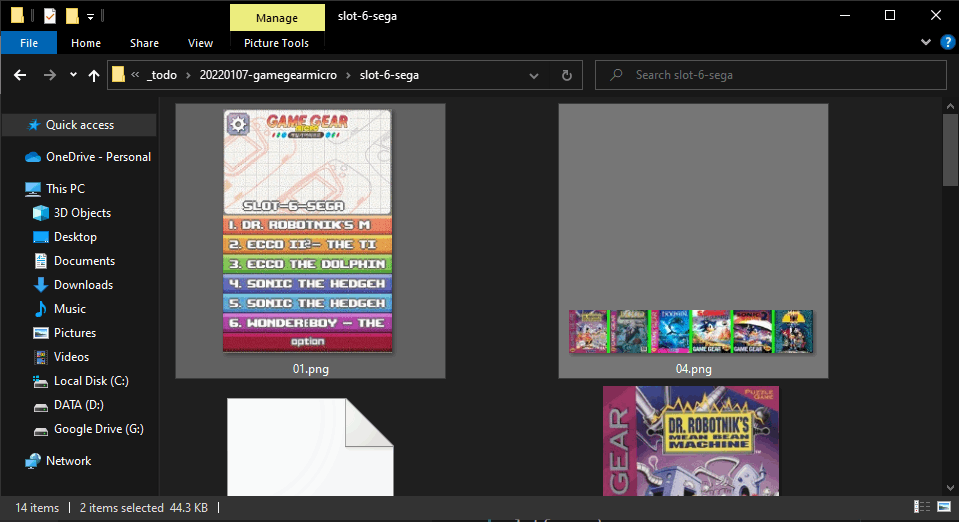 Manage
slot-6-sega
File
Home
Share
View
Picture Tools
« _todo > 20220107-gamegearmicro > slot-6-sega
Search slot-6-sega
Quick access
OneDrive - Personal
This PC
3D Objects
Desktop
Documents
Downloads
Music
Pictures
Videos
Local Disk (C:)
DATA (D:)
Google Drive (G:)
Network
GAME GEAR
MICRO
SLOT-6-SEGA
1. DR. ROBOTNIK'S M
2. ECCO II - THE TI
3. ECCO THE DOLPHIN
4. SONIC THE HEDGEH
5. SONIC THE HEDGEH
6. WONDER BOY - THE
option
01.png
GAME GEAR
GAME GEAR
04.png
GEAR
PUZZLE GAME
DR. ROBOTNIK'S
MEAN BEAN
MACHINE
14 items
2 items selected 44.3 KB